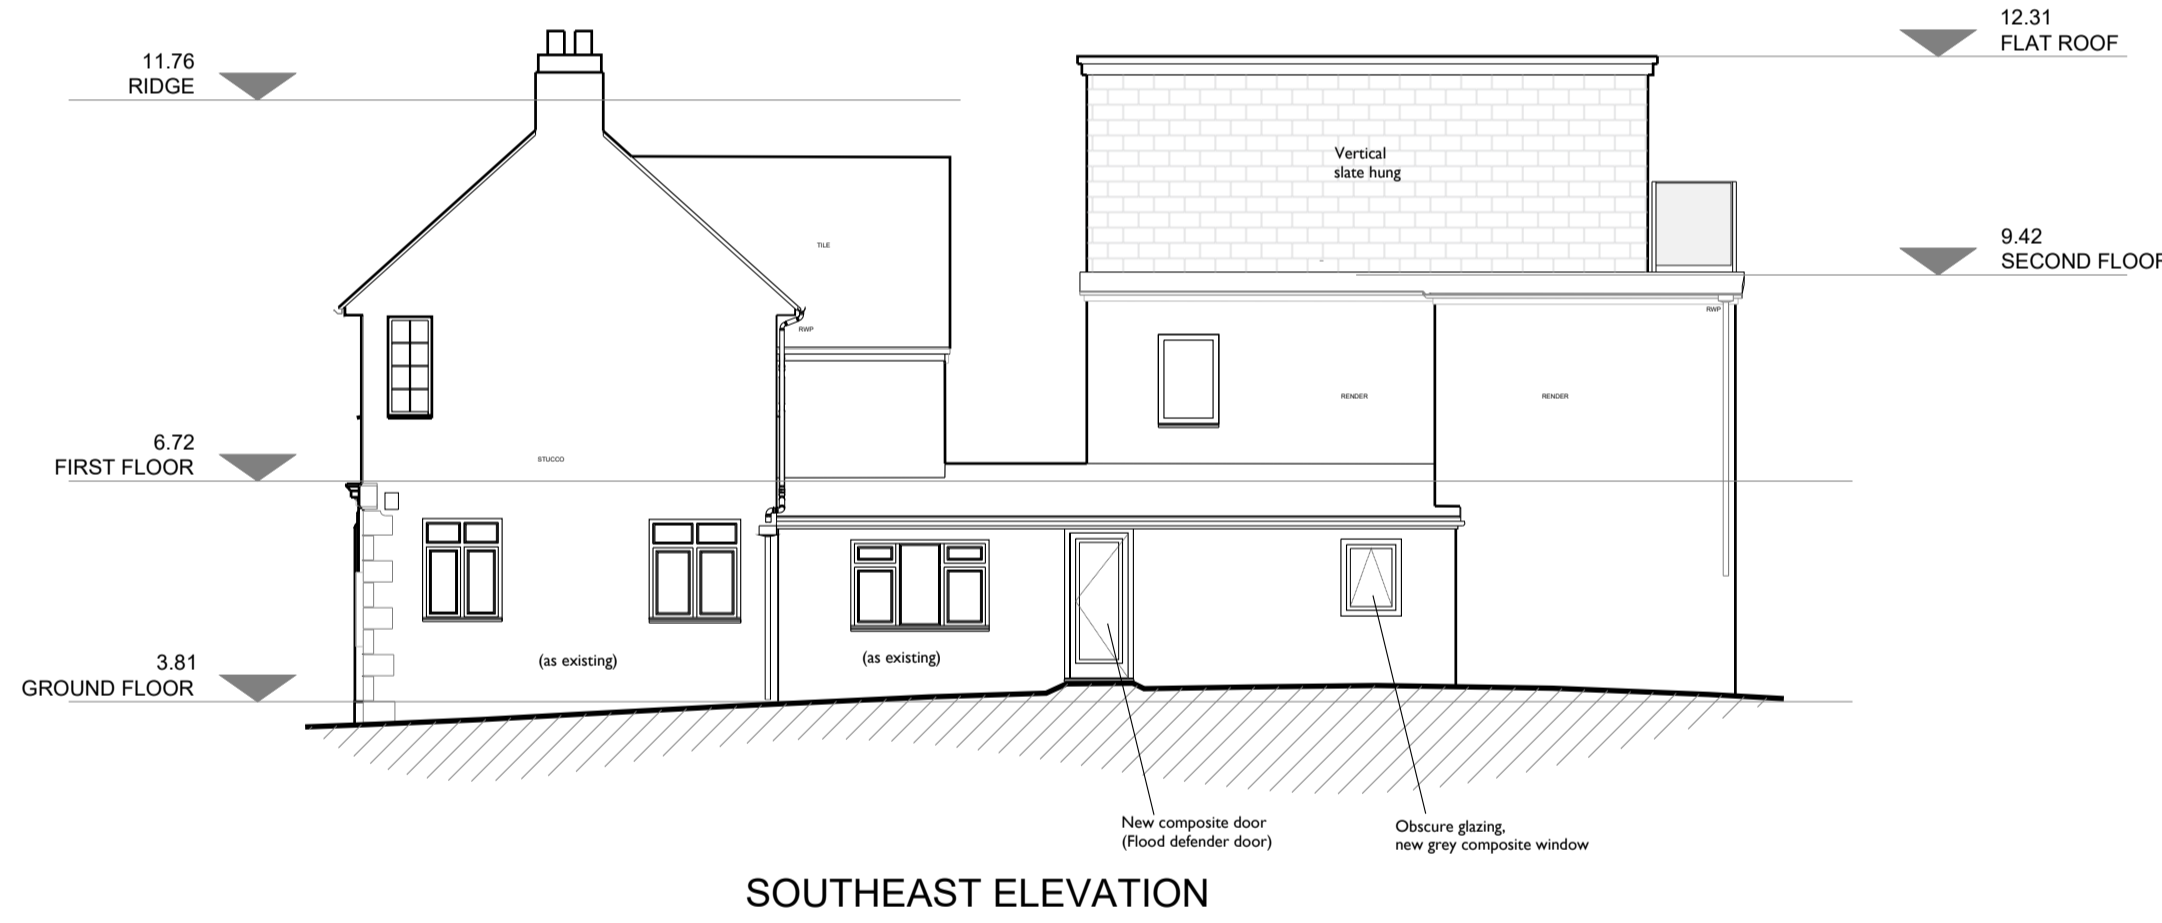 12.31
FLAT ROOF
11.76
RIDGE
Vertical
slate hung
9.42
SECOND FLOOR
TILE
RWP
RWP
RENDER
RENDER
6.72
FIRST FLOOR
STUCCO
3.81
GROUND FLOOR
(as existing)
(as existing)
New composite door
(Flood defender door)
Obscure glazing,
new grey composite window
SOUTHEAST ELEVATION